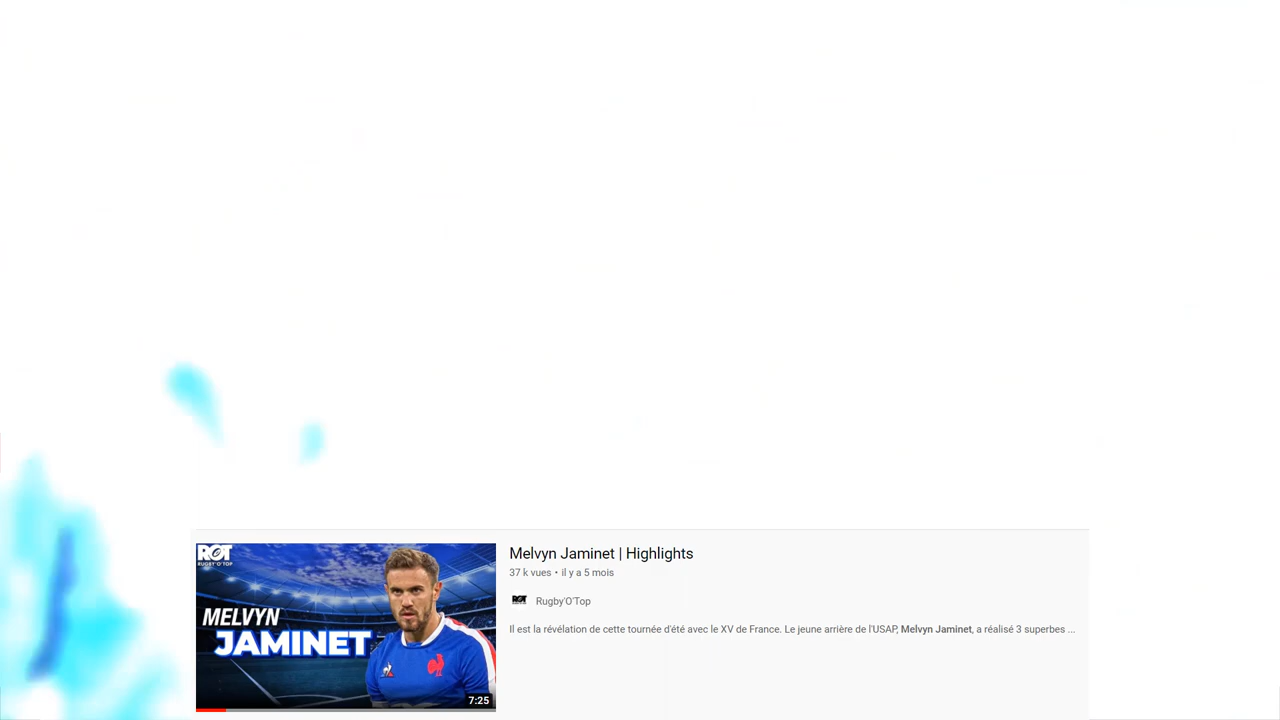 Melvyn Jaminet | Highlights
37 k vues • il y a 5 mois
ROT
RUGBY'O'TOP
Rugby'O'Top
MELVYN
JAMINET
Il est la révélation de cette tournée d'été avec le XV de France. Le jeune arrière de l'USAP, Melvyn Jaminet, a réalisé 3 superbes ...
7:25